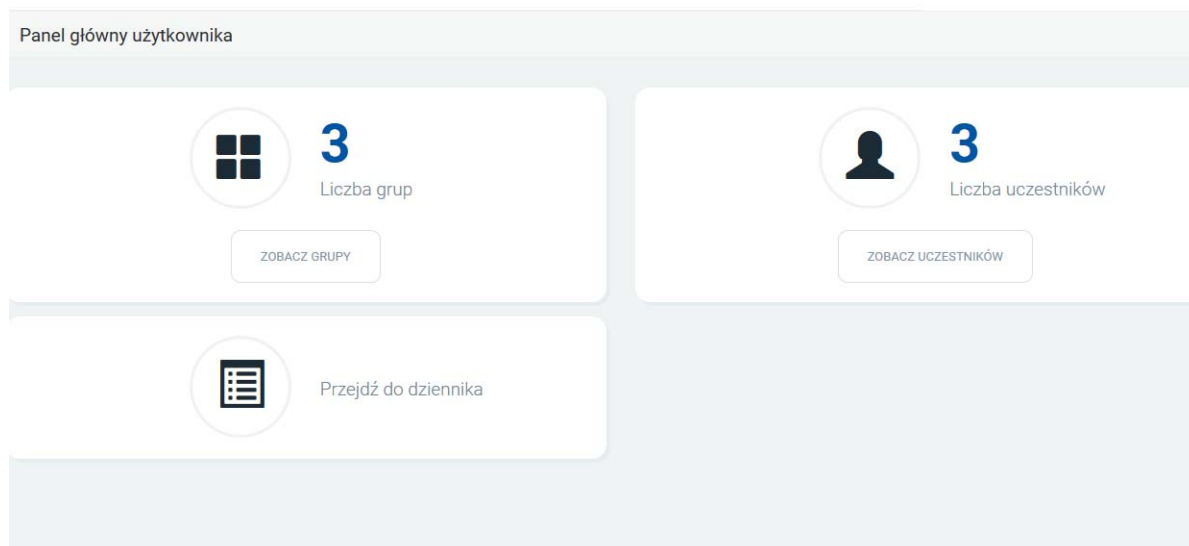 Panel główny użytkownika
3
Liczba grup
ZOBACZ GRUPY
3
Liczba uczestników
ZOBACZ UCZESTNIKÓW
Przejdź do dziennika